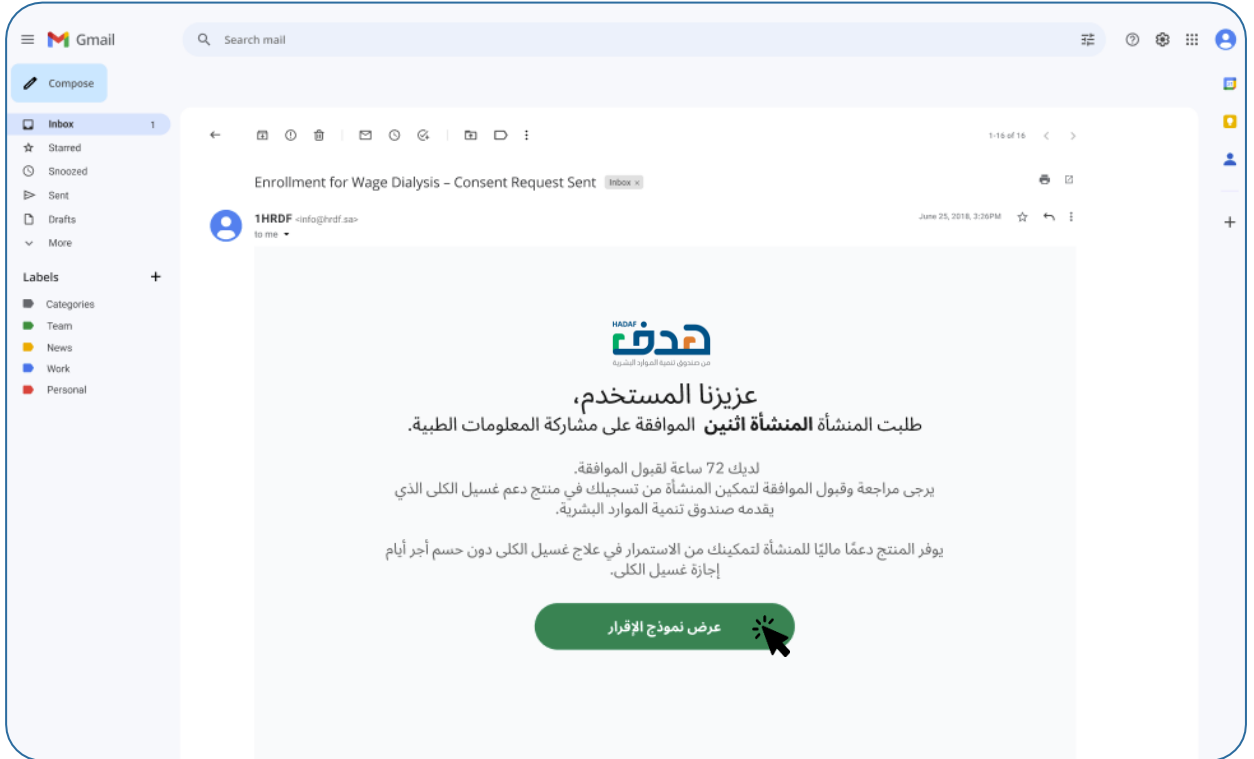 Gmail
Search mail
Compose
Inbox 1
Starred
Snoozed
Sent
Drafts
More
Labels
Categories
Team
News
Work
Personal
1-16 of 16
Enrollment for Wage Dialysis – Consent Request Sent Inbox ×
1HRDF <info@hrdf.sa>
June 25, 2018, 3:26PM
to me
HADAF
هدف
من صندوق تنمية الموارد البشرية
عزيزنا المستخدم،
طلبت المنشأة المنشأة اثنين الموافقة على مشاركة المعلومات الطبية.
لديك 72 ساعة لقبول الموافقة.
يرجى مراجعة وقبول الموافقة لتمكين المنشأة من تسجيلك في منتج دعم غسيل الكلى الذي
يقدمه صندوق تنمية الموارد البشرية.
يوفر المنتج دعمًا ماليًا للمنشأة لتمكينك من الاستمرار في علاج غسيل الكلى دون حسم أجر أيام
إجازة غسيل الكلى.
عرض نموذج الإقرار